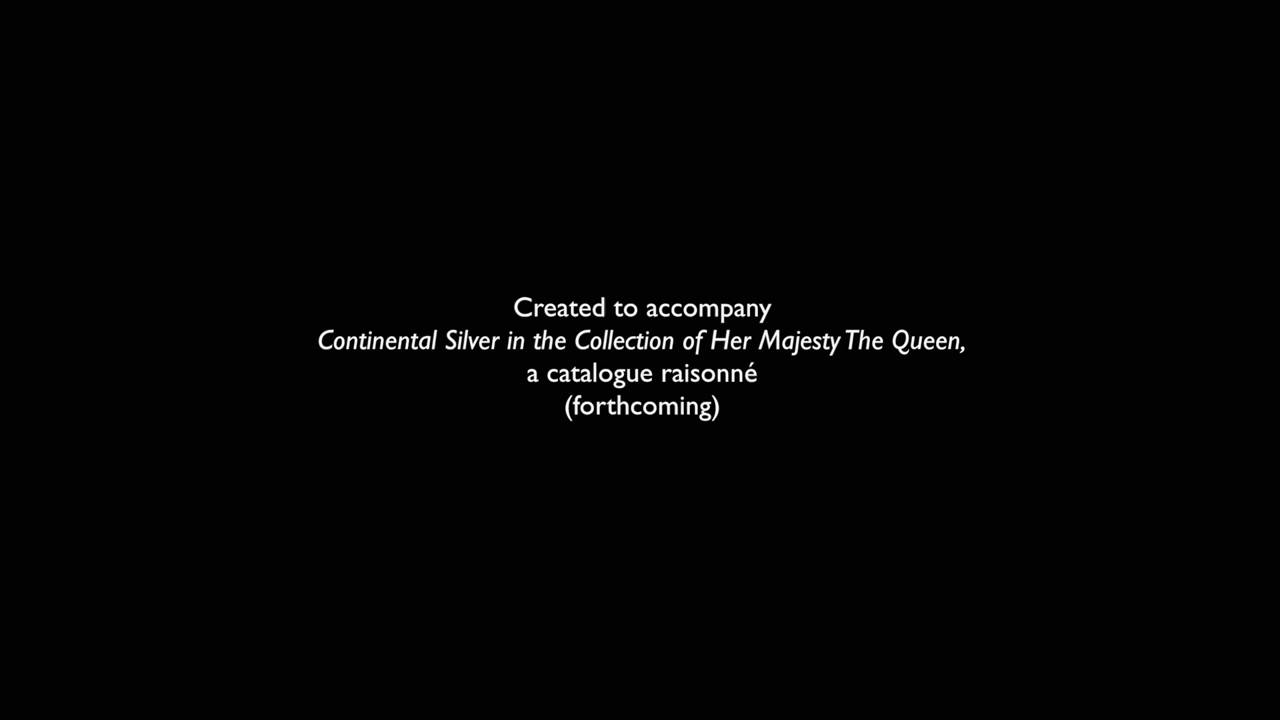 Created to accompany
Continental Silver in the Collection of Her Majesty The Queen,
a catalogue raisonné
(forthcoming)